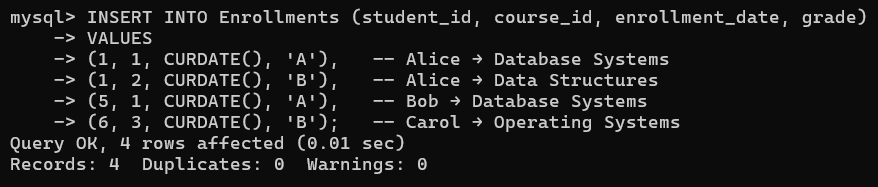 mysql> INSERT INTO Enrollments (student_id, course_id, enrollment_date, grade)
    -> VALUES
    -> (1, 1, CURDATE(), 'A'),   -- Alice → Database Systems
    -> (1, 2, CURDATE(), 'B'),   -- Alice → Data Structures
    -> (5, 1, CURDATE(), 'A'),   -- Bob → Database Systems
    -> (6, 3, CURDATE(), 'B');   -- Carol → Operating Systems
Query OK, 4 rows affected (0.01 sec)
Records: 4  Duplicates: 0  Warnings: 0